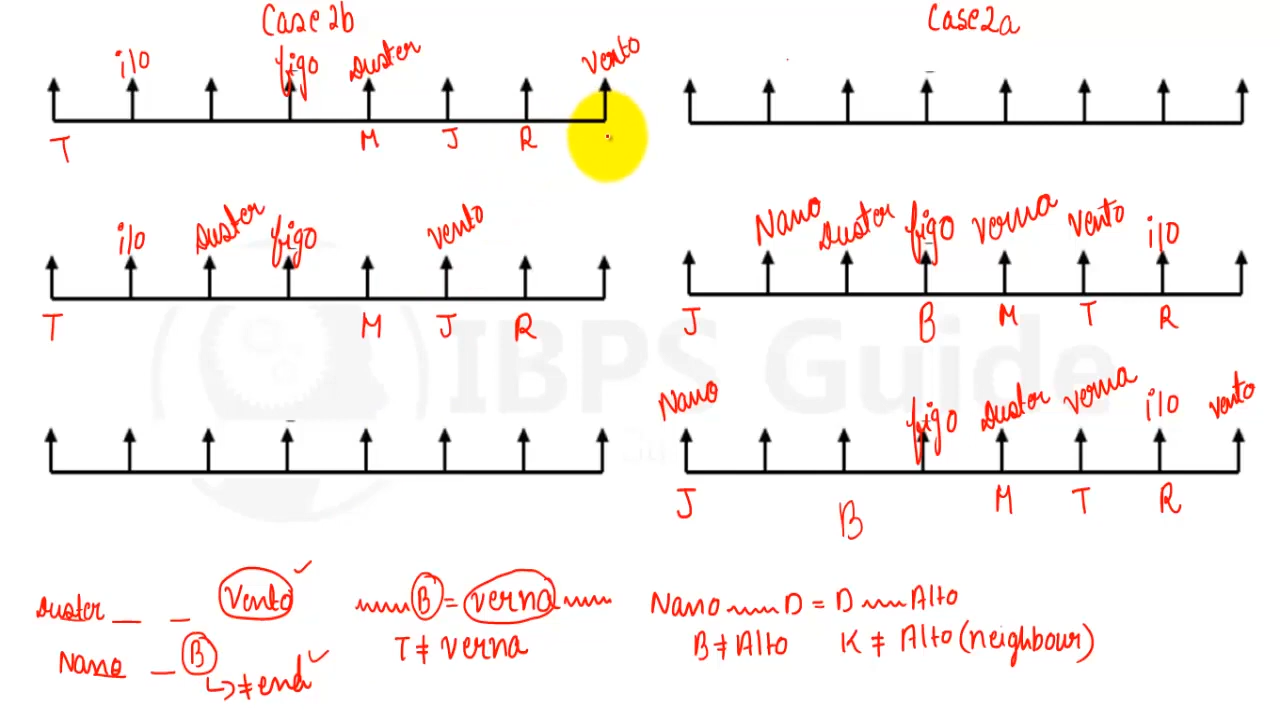 Case 2b
Case 2a
i10 figo Duster Vento
T M J R
i10 Duster figo Vento
T M J R
Nano Duster figo Verna Vento i10
J B M T R
IBPS Guide
Nano figo Duster Verna i10 Vento
J B M T R
Duster _ _ Vento ✓
Nano _ B
↳ ≠ end ✓
B = Verna
T ≠ Verna
Nano D = D Alto
B ≠ Alto K ≠ Alto (neighbour)